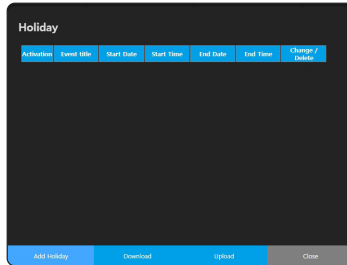 Holiday
Activation Event title Start Date Start Time End Date End Time Change / Delete
Add Holiday Download Upload Close